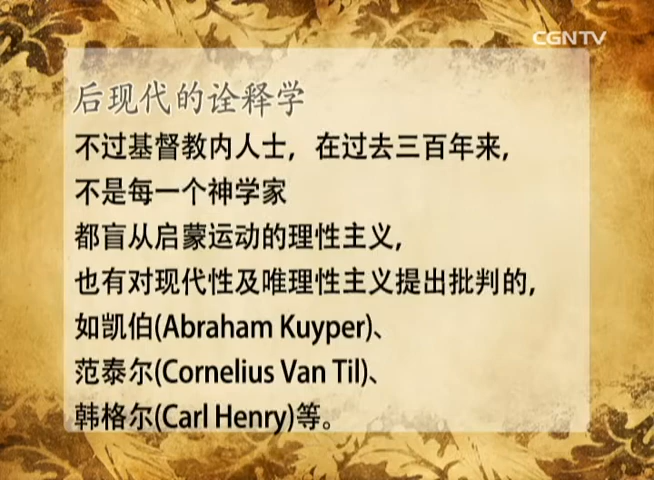 CGNTV
后现代的诠释学
不过基督教内人士，在过去三百年来,
不是每一个神学家
都盲从启蒙运动的理性主义,
也有对现代性及唯理性主义提出批判的,
如凯伯(Abraham Kuyper)、
范泰尔(Cornelius Van Til)、
韩格尔(Carl Henry)等。